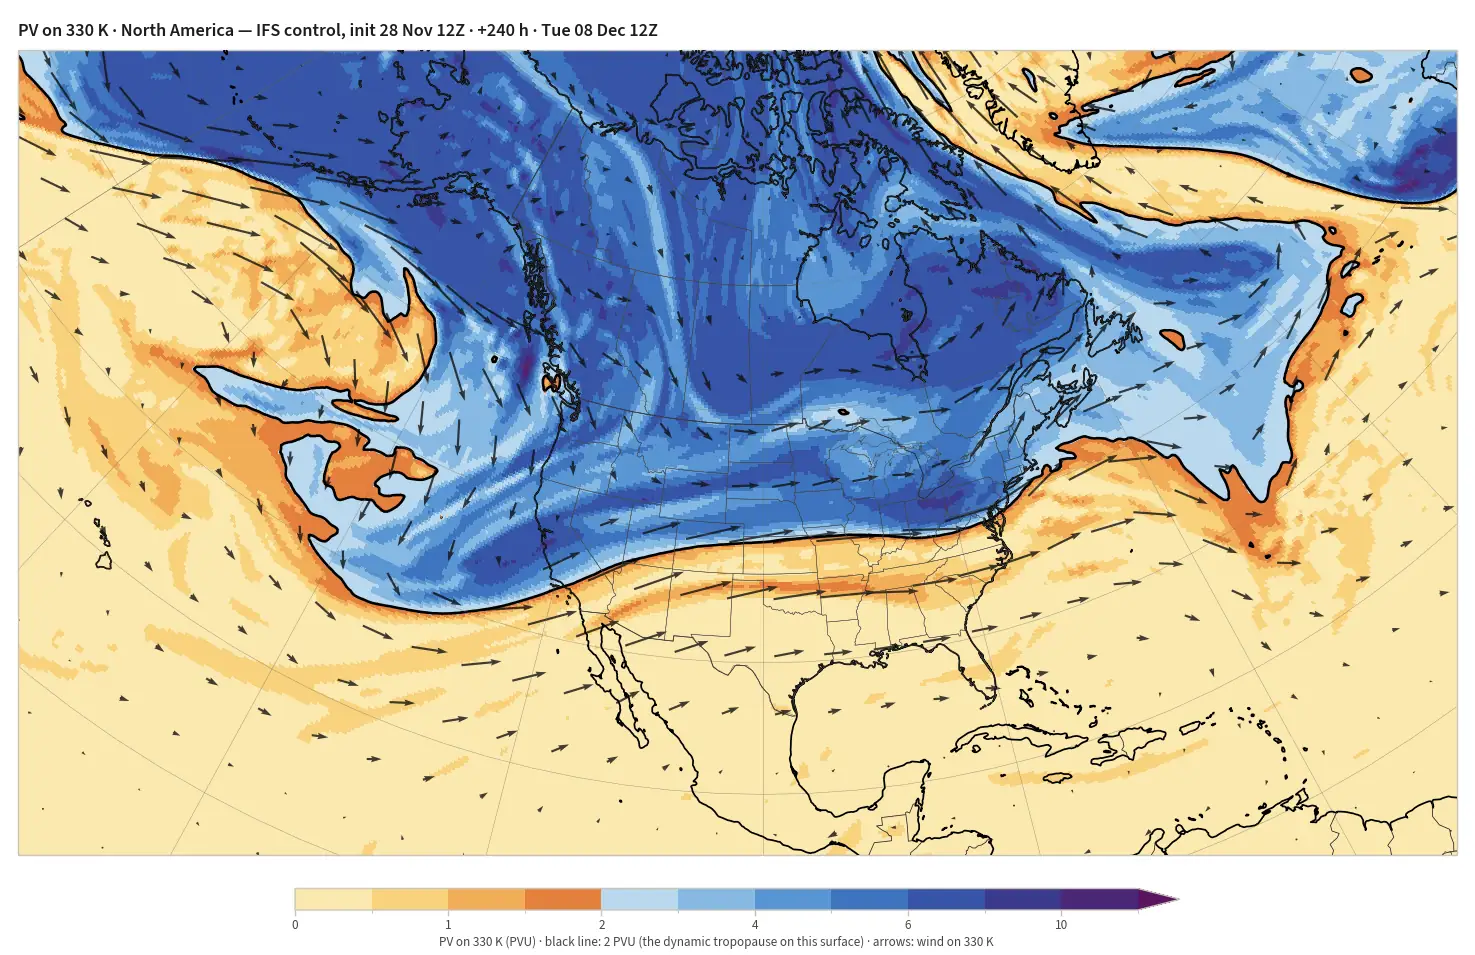 PV on 330 K · North America — IFS control, init 28 Nov 12Z · +240 h · Tue 08 Dec 12Z
0 1 2 4 6 10
PV on 330 K (PVU) · black line: 2 PVU (the dynamic tropopause on this surface) · arrows: wind on 330 K